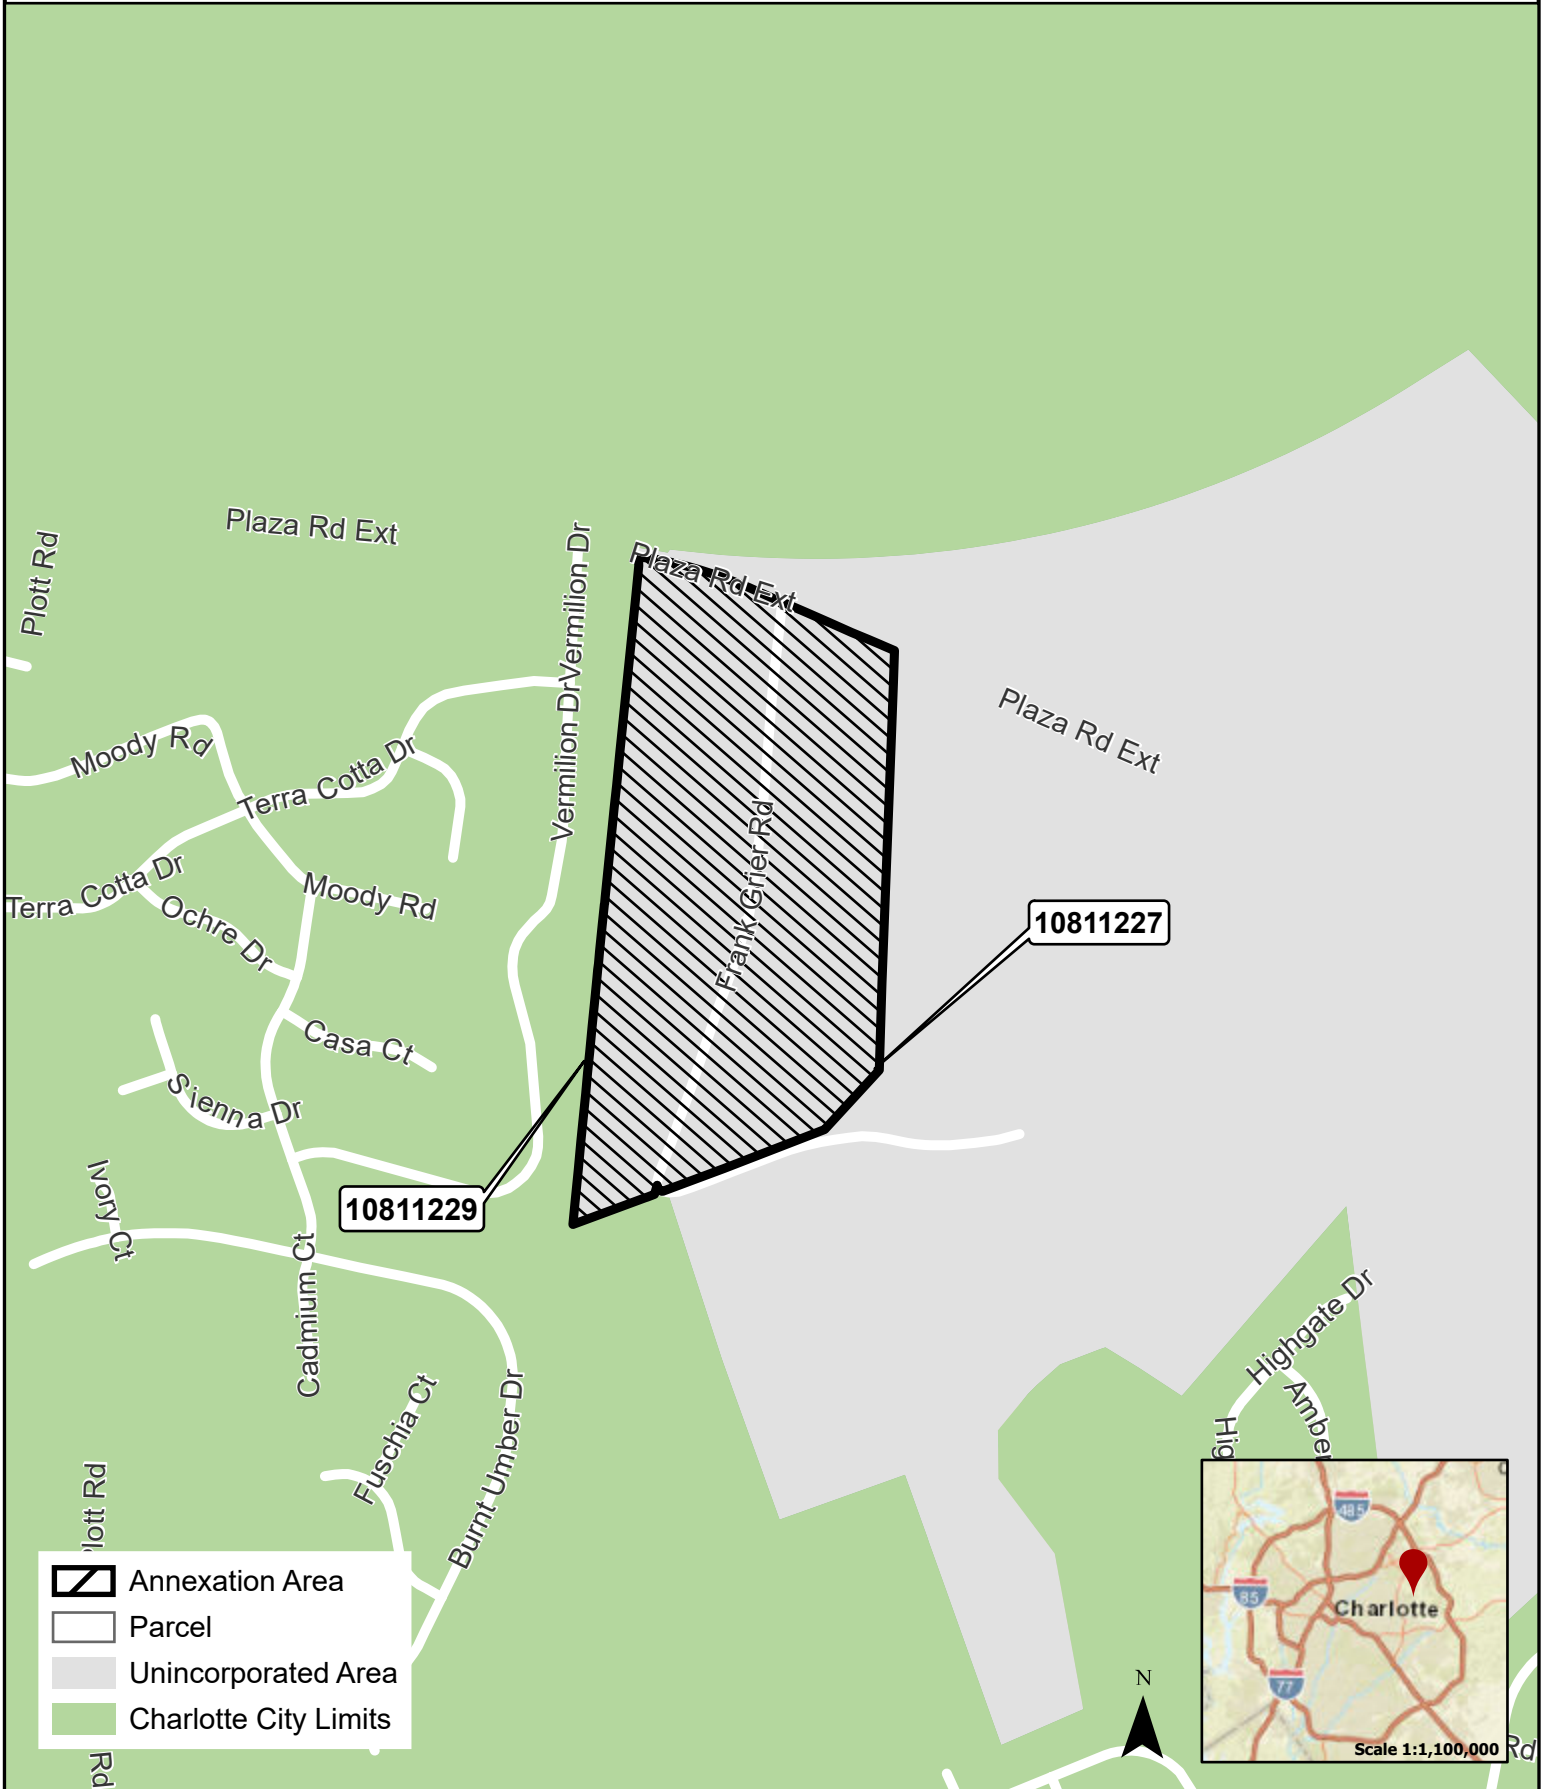 Plaza Rd Ext
Plott Rd
Vermilion Dr
Plaza Rd Ext
Vermilion Dr
Plaza Rd Ext
Moody Rd
Terra Cotta Dr
Frank Grier Rd
Terra Cotta Dr
Moody Rd
Ochre Dr
10811227
Casa Ct
Sienna Dr
Ivory Ct
10811229
Cadmium Ct
Highgate Dr
Amber
Hig
Fuschia Ct
Burnt Umber Dr
Plott Rd
Annexation Area
Parcel
Unincorporated Area
Charlotte City Limits
Rd
N
485
85
Charlotte
77
Scale 1:1,100,000
Rd